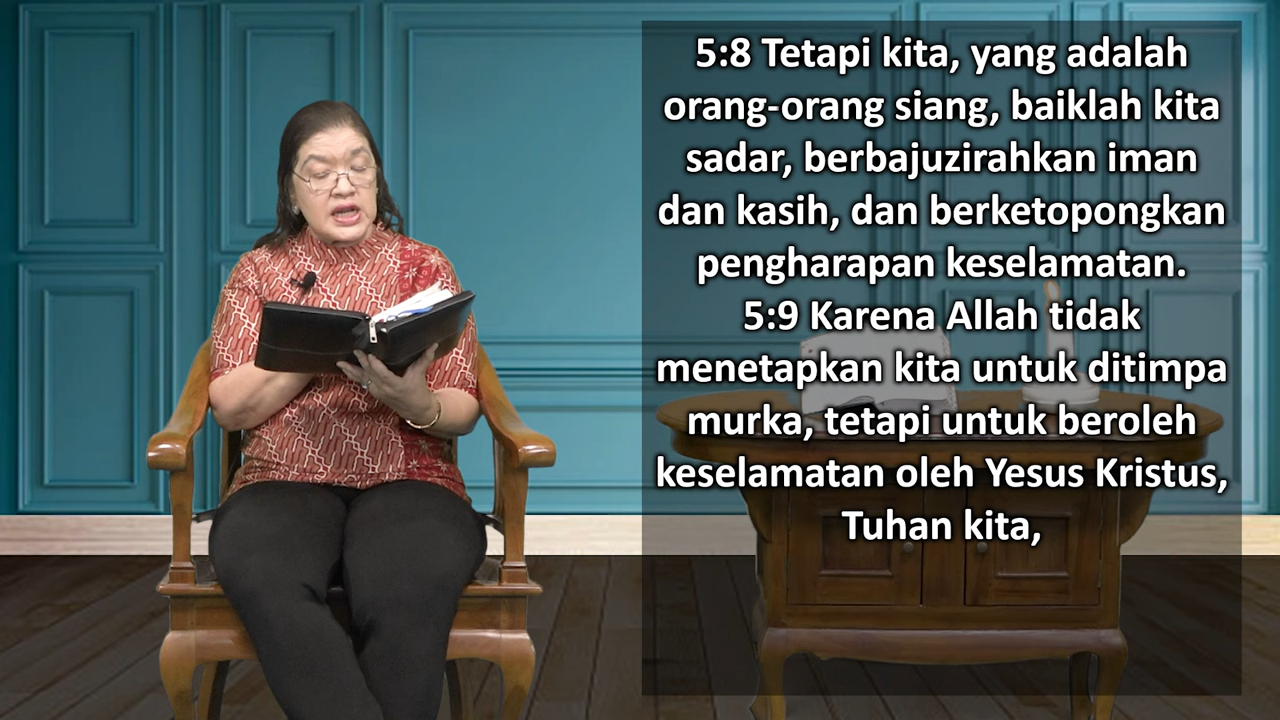 5:8 Tetapi kita, yang adalah
orang-orang siang, baiklah kita
sadar, berbajuzirahkan iman
dan kasih, dan berketopongkan
pengharapan keselamatan.
5:9 Karena Allah tidak
menetapkan kita untuk ditimpa
murka, tetapi untuk beroleh
keselamatan oleh Yesus Kristus,
Tuhan kita,